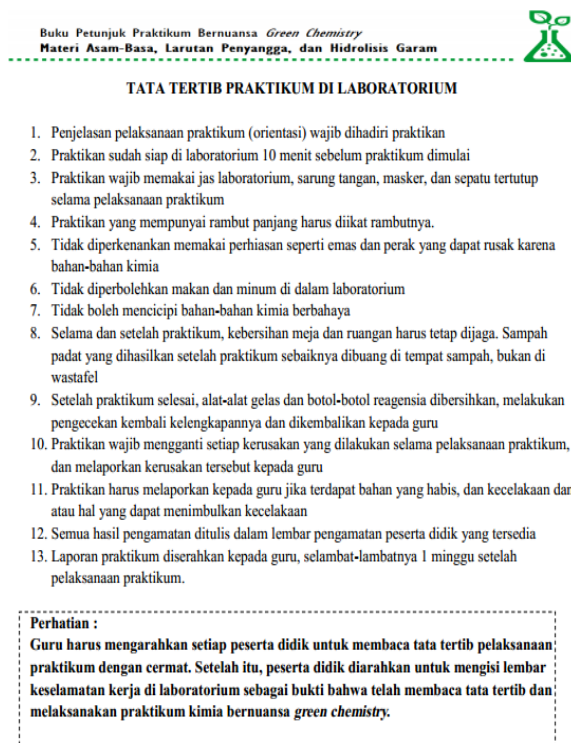 Buku Petunjuk Praktikum Bernuansa Green Chemistry
Materi Asam-Basa, Larutan Penyangga, dan Hidrolisis Garam
TATA TERTIB PRAKTIKUM DI LABORATORIUM
1. Penjelasan pelaksanaan praktikum (orientasi) wajib dihadiri praktikan
2. Praktikan sudah siap di laboratorium 10 menit sebelum praktikum dimulai
3. Praktikan wajib memakai jas laboratorium, sarung tangan, masker, dan sepatu tertutup
selama pelaksanaan praktikum
4. Praktikan yang mempunyai rambut panjang harus diikat rambutnya.
5. Tidak diperkenankan memakai perhiasan seperti emas dan perak yang dapat rusak karena
bahan-bahan kimia
6. Tidak diperbolehkan makan dan minum di dalam laboratorium
7. Tidak boleh mencicipi bahan-bahan kimia berbahaya
8. Selama dan setelah praktikum, kebersihan meja dan ruangan harus tetap dijaga. Sampah
padat yang dihasilkan setelah praktikum sebaiknya dibuang di tempat sampah, bukan di
wastafel
9. Setelah praktikum selesai, alat-alat gelas dan botol-botol reagensia dibersihkan, melakukan
pengecekan kembali kelengkapannya dan dikembalikan kepada guru
10. Praktikan wajib mengganti setiap kerusakan yang dilakukan selama pelaksanaan praktikum,
dan melaporkan kerusakan tersebut kepada guru
11. Praktikan harus melaporkan kepada guru jika terdapat bahan yang habis, dan kecelakaan dan
atau hal yang dapat menimbulkan kecelakaan
12. Semua hasil pengamatan ditulis dalam lembar pengamatan peserta didik yang tersedia
13. Laporan praktikum diserahkan kepada guru, selambat-lambatnya 1 minggu setelah
pelaksanaan praktikum.
Perhatian :
Guru harus mengarahkan setiap peserta didik untuk membaca tata tertib pelaksanaan
praktikum dengan cermat. Setelah itu, peserta didik diarahkan untuk mengisi lembar
keselamatan kerja di laboratorium sebagai bukti bahwa telah membaca tata tertib dan
melaksanakan praktikum kimia bernuansa green chemistry.